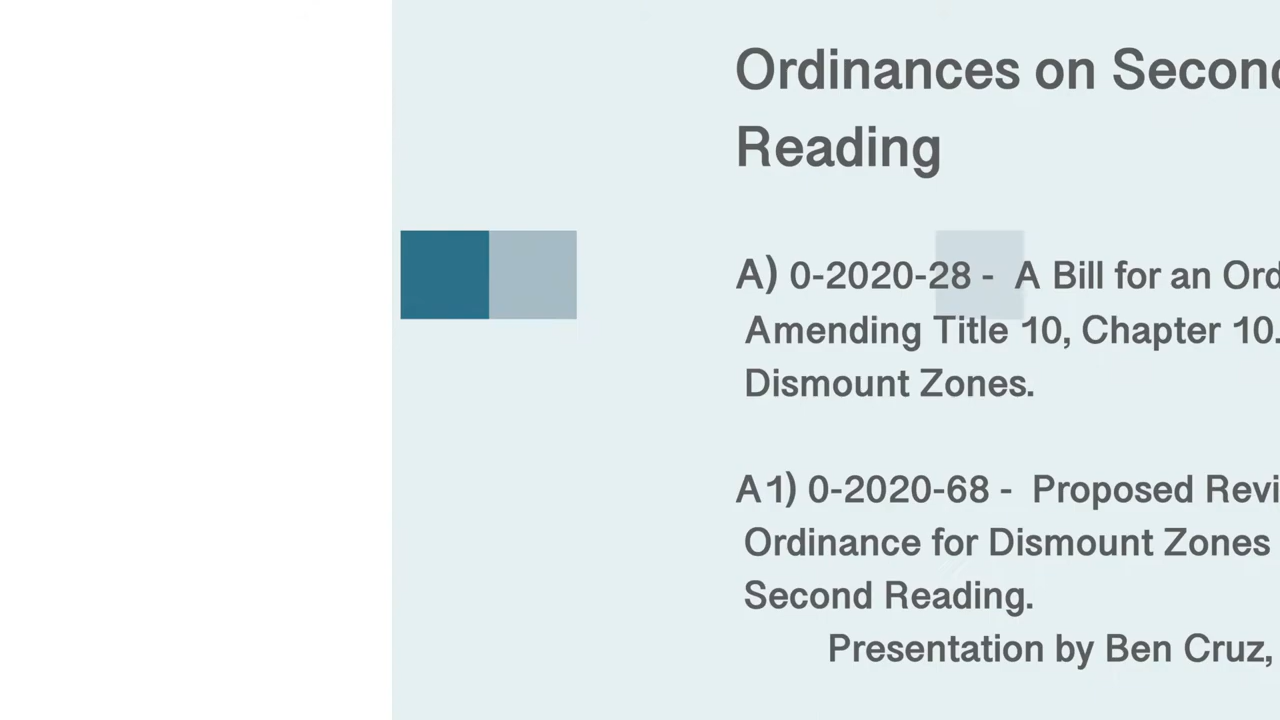 Ordinances on Second
Reading
A) 0-2020-28 - A Bill for an Ord
Amending Title 10, Chapter 10.
Dismount Zones.
A1) 0-2020-68 - Proposed Revi
Ordinance for Dismount Zones
Second Reading.
Presentation by Ben Cruz,